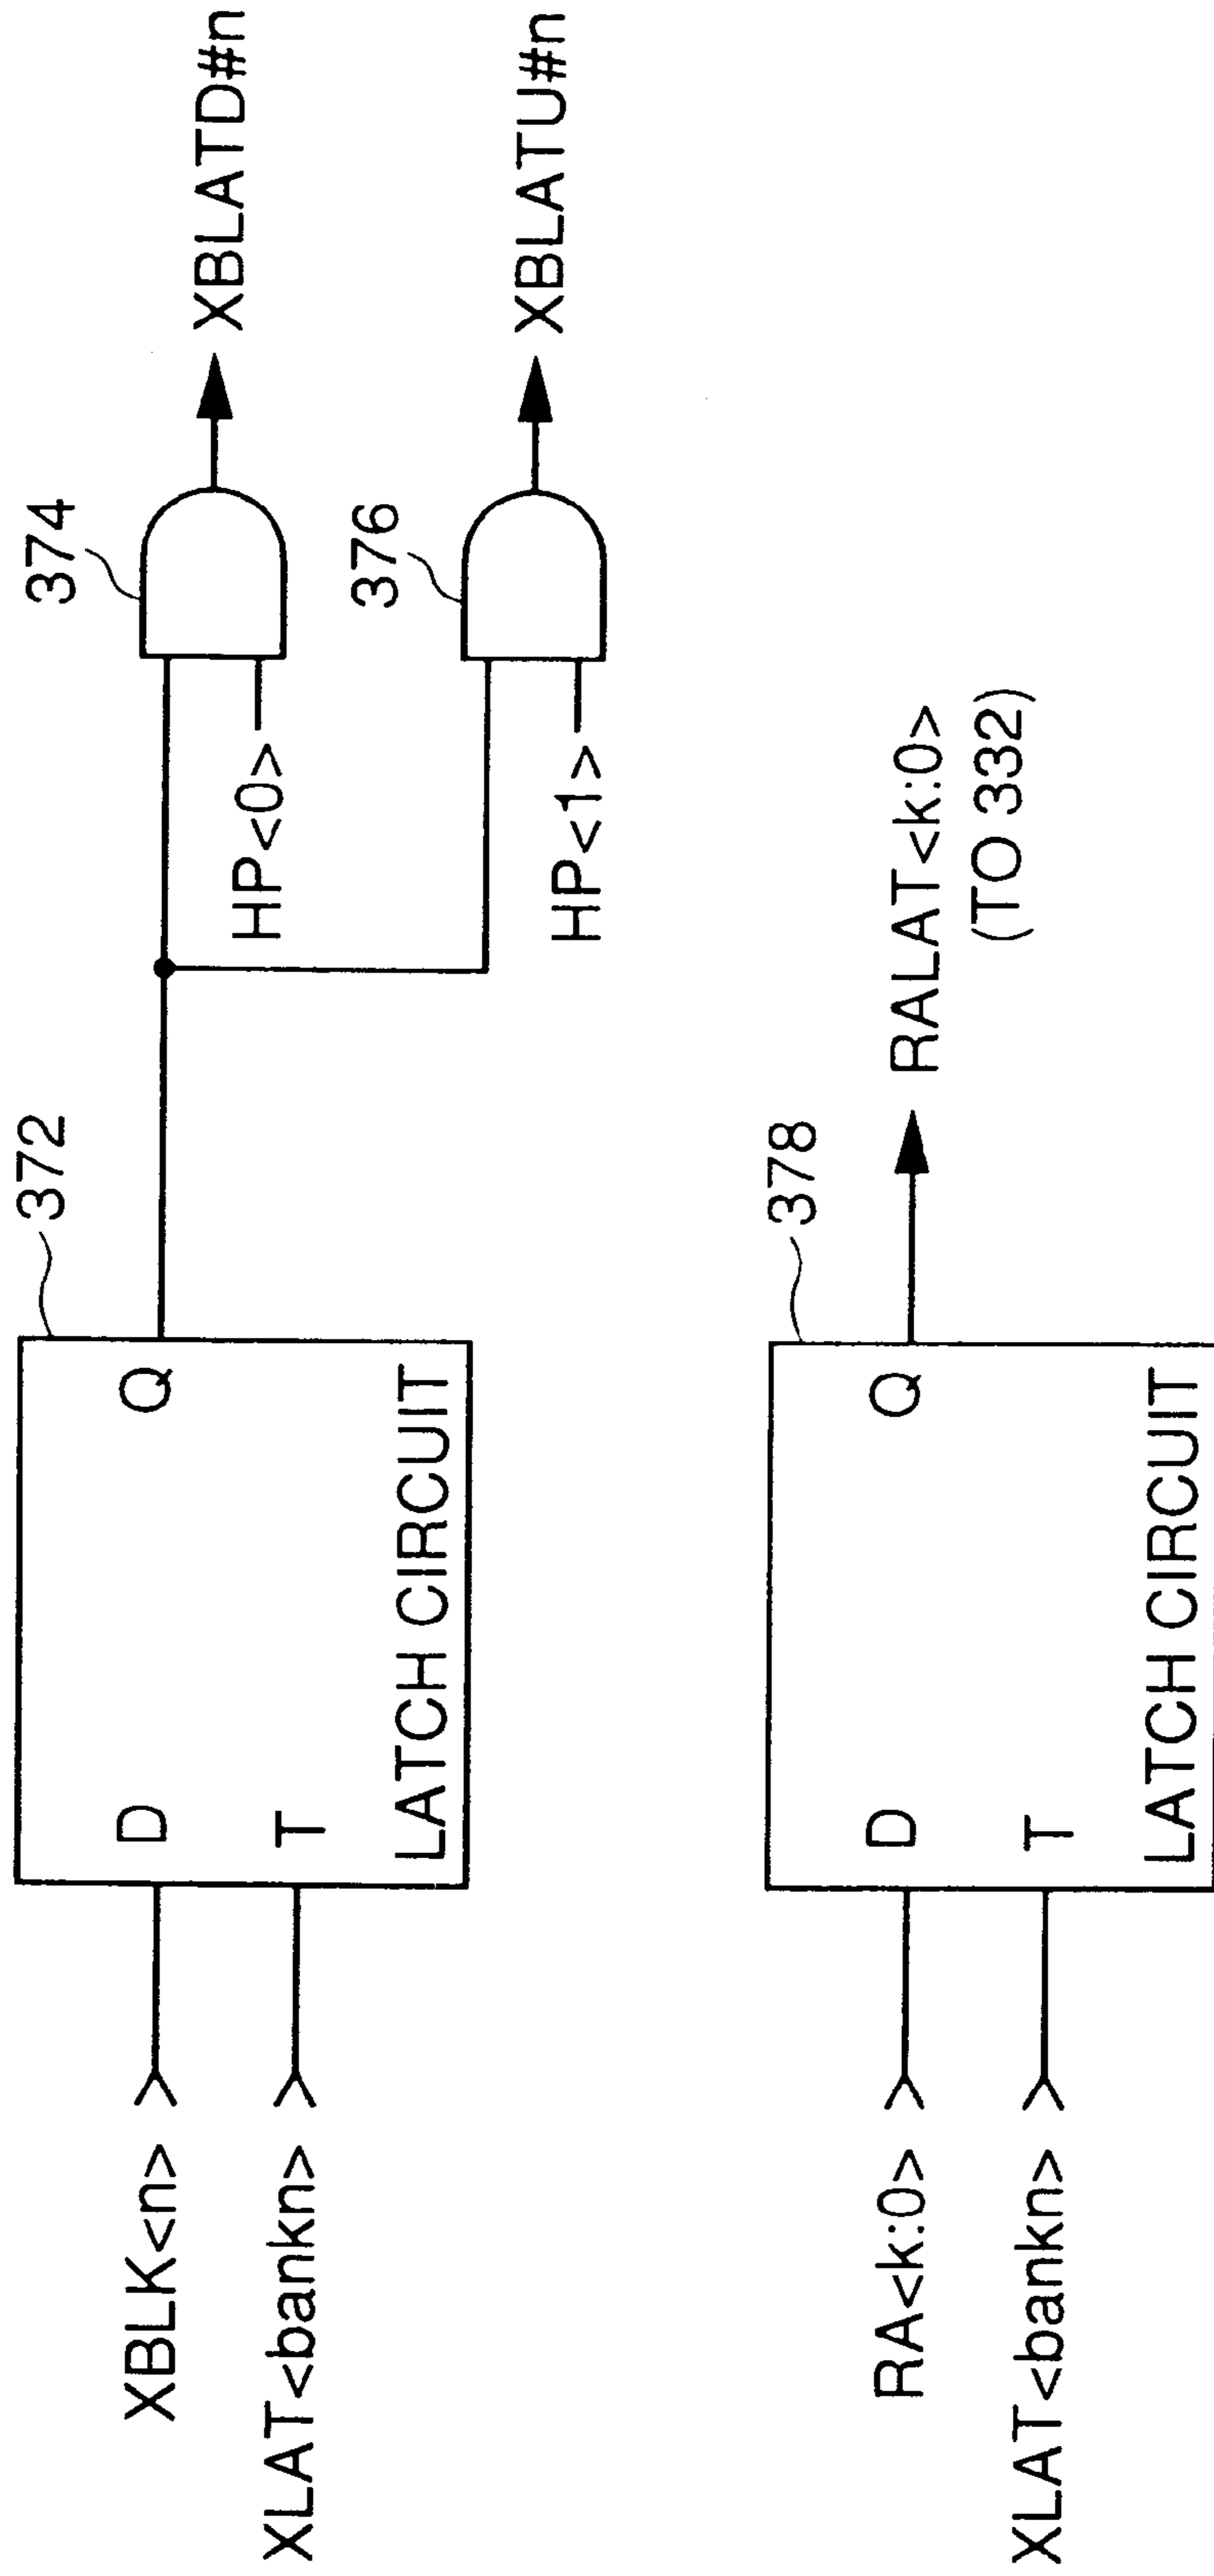 XBLK<n>
XLAT<bankn>
D
T
Q
LATCH CIRCUIT
372
HP<0>
374
XBLATD#n
HP<1>
376
XBLATU#n
RA<k:0>
XLAT<bankn>
D
T
Q
LATCH CIRCUIT
378
RALAT<k:0>
(TO 332)